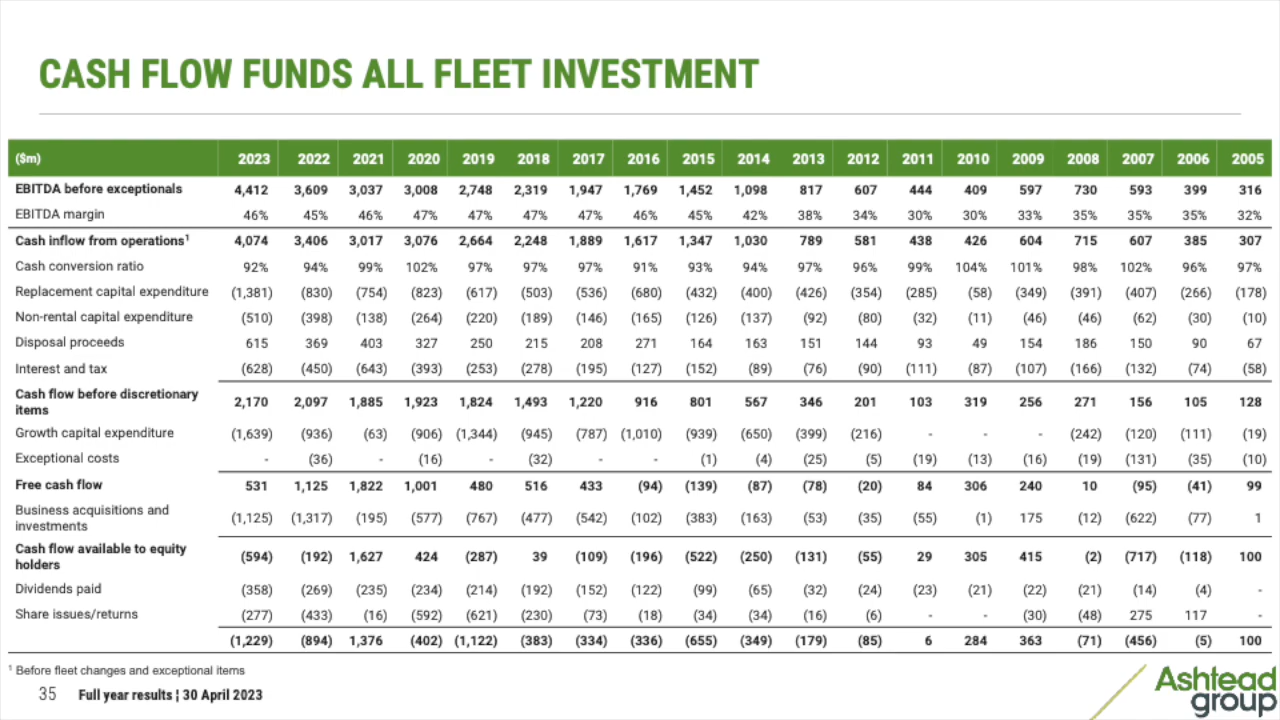 CASH FLOW FUNDS ALL FLEET INVESTMENT
($m) 2023 2022 2021 2020 2019 2018 2017 2016 2015 2014 2013 2012 2011 2010 2009 2008 2007 2006 2005
EBITDA before exceptionals 4,412 3,609 3,037 3,008 2,748 2,319 1,947 1,769 1,452 1,098 817 607 444 409 597 730 593 399 316
EBITDA margin 46% 45% 46% 47% 47% 47% 47% 46% 45% 42% 38% 34% 30% 30% 33% 35% 35% 35% 32%
Cash inflow from operations¹ 4,074 3,406 3,017 3,076 2,664 2,248 1,889 1,617 1,347 1,030 789 581 438 426 604 715 607 385 307
Cash conversion ratio 92% 94% 99% 102% 97% 97% 97% 91% 93% 94% 97% 96% 99% 104% 101% 98% 102% 96% 97%
Replacement capital expenditure (1,381) (830) (754) (823) (617) (503) (536) (680) (432) (400) (426) (354) (285) (58) (349) (391) (407) (266) (178)
Non-rental capital expenditure (510) (398) (138) (264) (220) (189) (146) (165) (126) (137) (92) (80) (32) (11) (46) (46) (62) (30) (10)
Disposal proceeds 615 369 403 327 250 215 208 271 164 163 151 144 93 49 154 186 150 90 67
Interest and tax (628) (450) (643) (393) (253) (278) (195) (127) (152) (89) (76) (90) (111) (87) (107) (166) (132) (74) (58)
Cash flow before discretionary
items 2,170 2,097 1,885 1,923 1,824 1,493 1,220 916 801 567 346 201 103 319 256 271 156 105 128
Growth capital expenditure (1,639) (936) (63) (906) (1,344) (945) (787) (1,010) (939) (650) (399) (216) - - - (242) (120) (111) (19)
Exceptional costs - (36) - (16) - (32) - - (1) (4) (25) (5) (19) (13) (16) (19) (131) (35) (10)
Free cash flow 531 1,125 1,822 1,001 480 516 433 (94) (139) (87) (78) (20) 84 306 240 10 (95) (41) 99
Business acquisitions and
investments (1,125) (1,317) (195) (577) (767) (477) (542) (102) (383) (163) (53) (35) (55) (1) 175 (12) (622) (77) 1
Cash flow available to equity
holders (594) (192) 1,627 424 (287) 39 (109) (196) (522) (250) (131) (55) 29 305 415 (2) (717) (118) 100
Dividends paid (358) (269) (235) (234) (214) (192) (152) (122) (99) (65) (32) (24) (23) (21) (22) (21) (14) (4) -
Share issues/returns (277) (433) (16) (592) (621) (230) (73) (18) (34) (34) (16) (6) - - (30) (48) 275 117 -
(1,229) (894) 1,376 (402) (1,122) (383) (334) (336) (655) (349) (179) (85) 6 284 363 (71) (456) (5) 100
¹ Before fleet changes and exceptional items
35 Full year results ¦ 30 April 2023
Ashtead
group